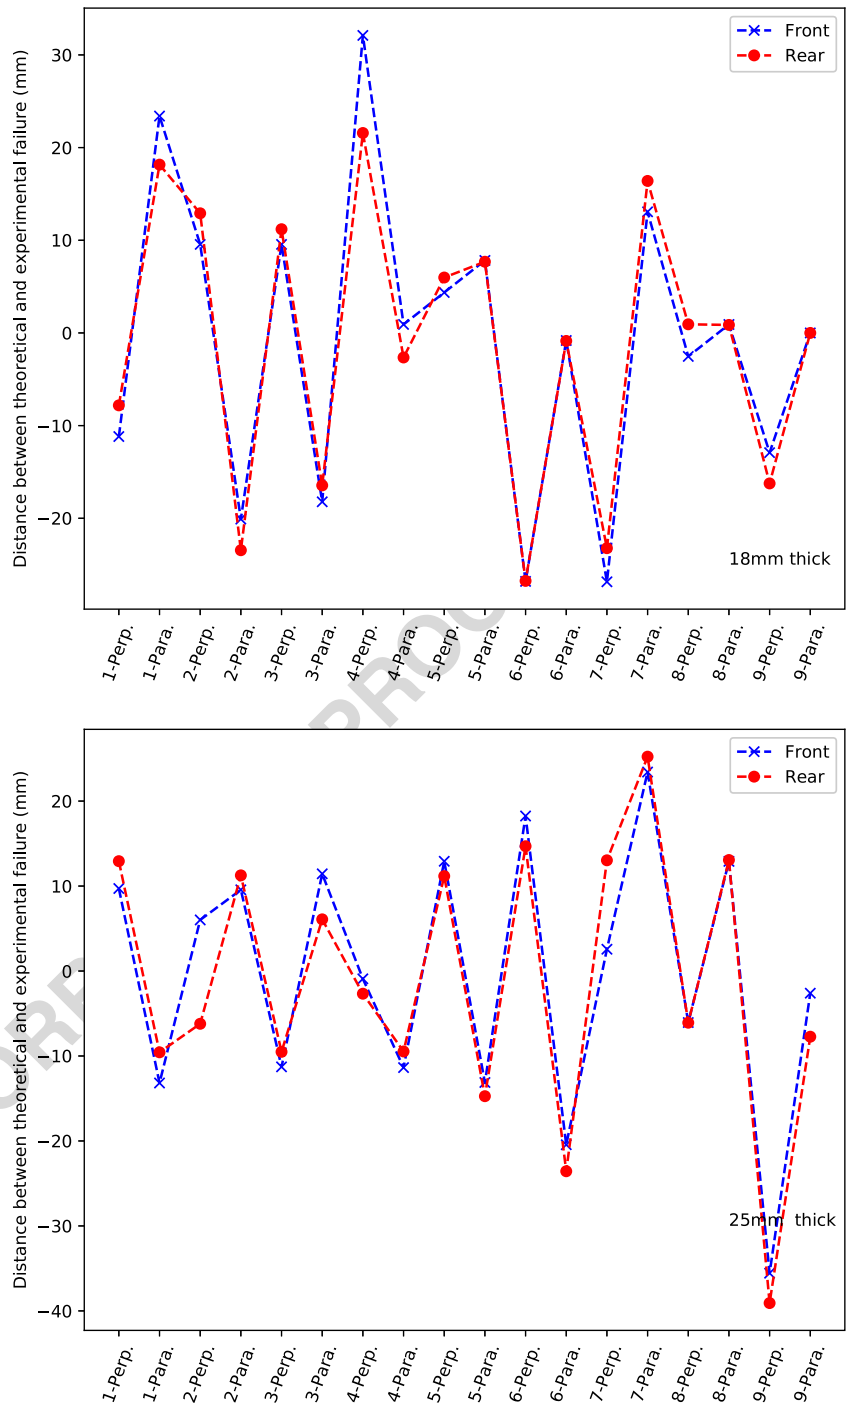 Distance between theoretical and experimental failure (mm)
30
20
10
0
−10
−20
Front
Rear
18mm thick
1-Perp.
1-Para.
2-Perp.
2-Para.
3-Perp.
3-Para.
4-Perp.
4-Para.
5-Perp.
5-Para.
6-Perp.
6-Para.
7-Perp.
7-Para.
8-Perp.
8-Para.
9-Perp.
9-Para.
Distance between theoretical and experimental failure (mm)
20
10
0
−10
−20
−30
−40
Front
Rear
25mm thick
1-Perp.
1-Para.
2-Perp.
2-Para.
3-Perp.
3-Para.
4-Perp.
4-Para.
5-Perp.
5-Para.
6-Perp.
6-Para.
7-Perp.
7-Para.
8-Perp.
8-Para.
9-Perp.
9-Para.